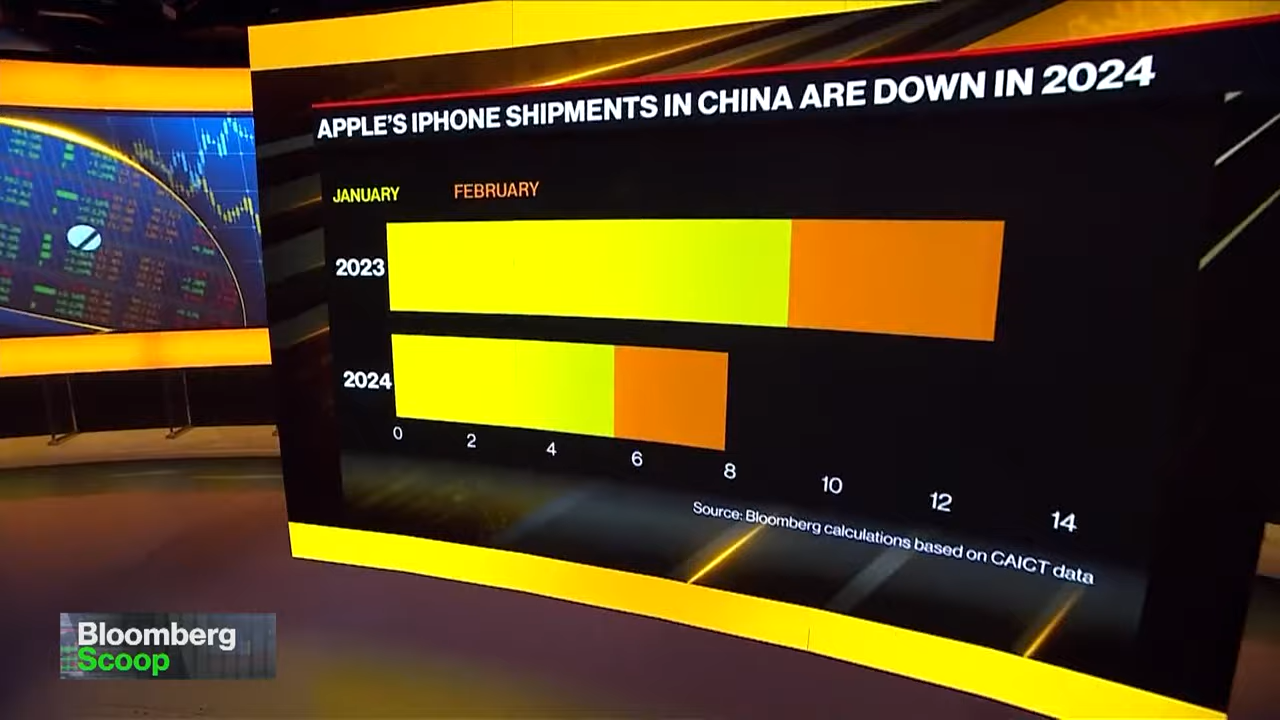 APPLE'S IPHONE SHIPMENTS IN CHINA ARE DOWN IN 2024
JANUARY FEBRUARY
2023
2024
0 2 4 6 8 10 12 14
Source: Bloomberg calculations based on CAICT data
Bloomberg
Scoop